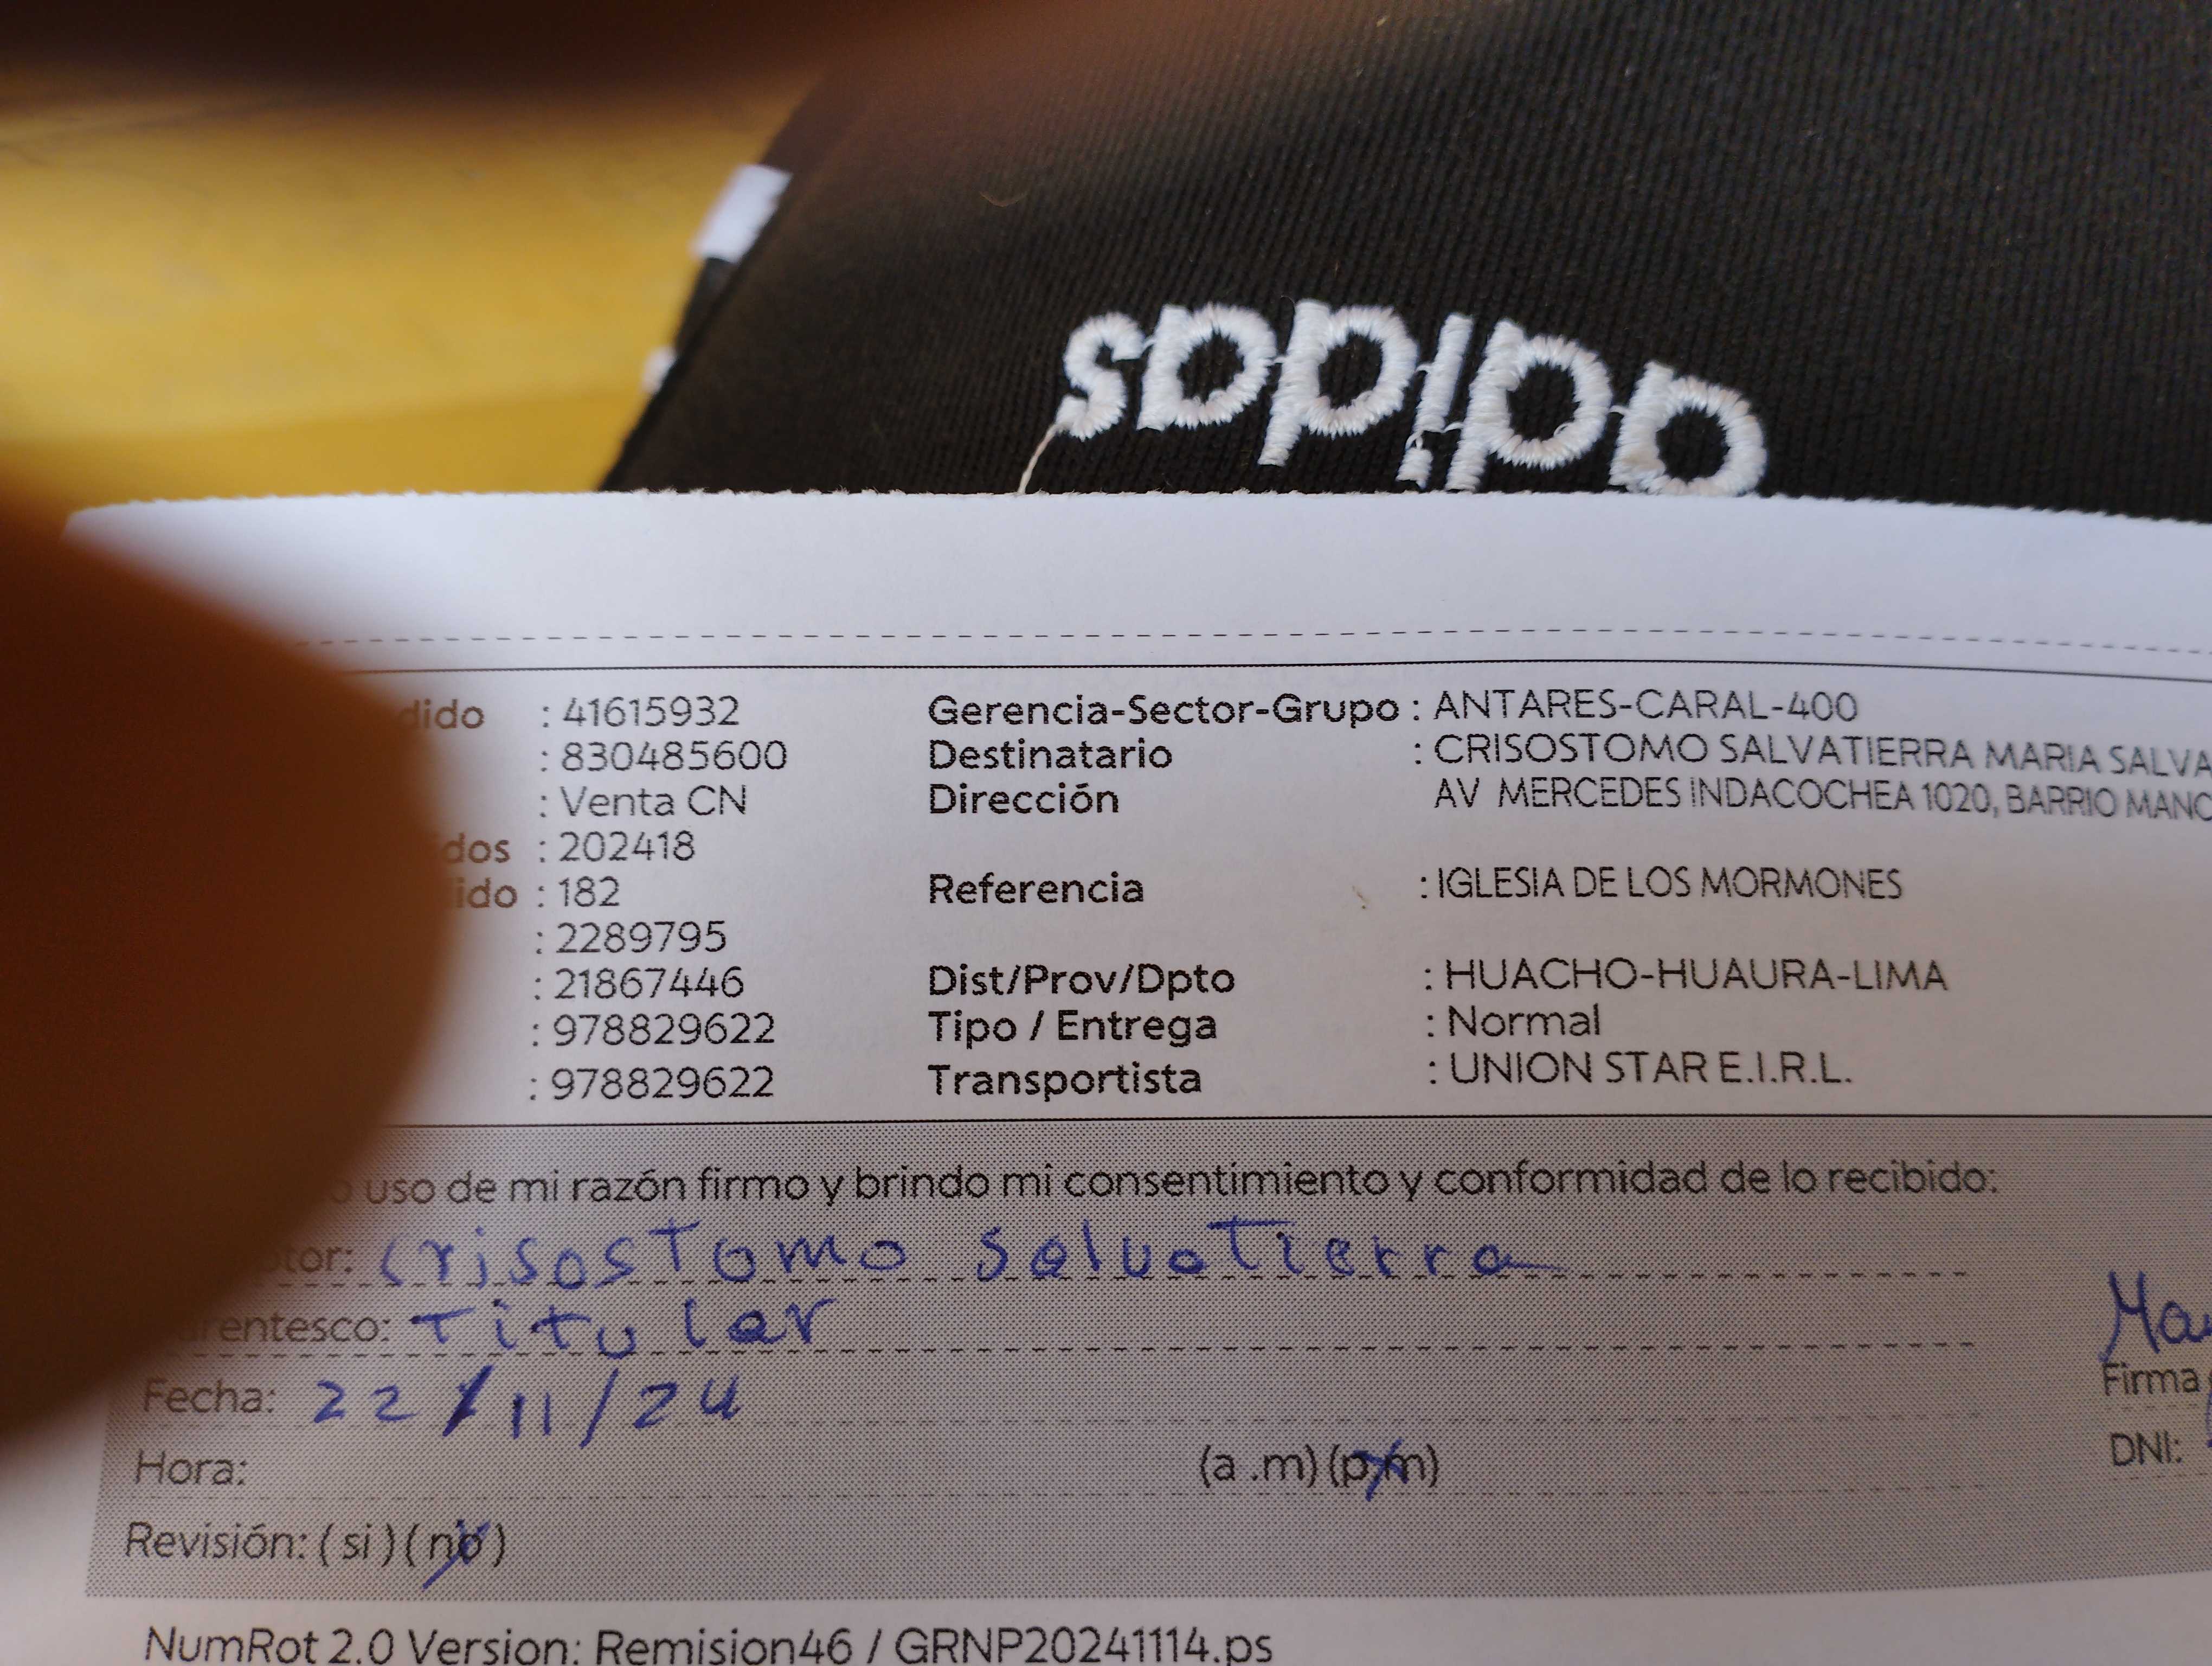 adidas
dido : 41615932 Gerencia-Sector-Grupo : ANTARES-CARAL-400
: 830485600 Destinatario : CRISOSTOMO SALVATIERRA MARIA SALVA
: Venta CN Dirección AV MERCEDES INDACOCHEA 1020, BARRIO MANC
dos : 202418
ido : 182 Referencia : IGLESIA DE LOS MORMONES
: 2289795
: 21867446 Dist/Prov/Dpto : HUACHO-HUAURA-LIMA
: 978829622 Tipo / Entrega : Normal
: 978829622 Transportista : UNION STAR E.I.R.L.
o uso de mi razón firmo y brindo mi consentimiento y conformidad de lo recibido:
tor: Crisostomo Salvatierra
rentesco: Titular
Fecha: 22/11/24
Ma
Firma
Hora: (a .m) (p.m)
DNI:
Revisión: ( si ) ( no )
NumRot 2.0 Version: Remision46 / GRNP20241114.ps